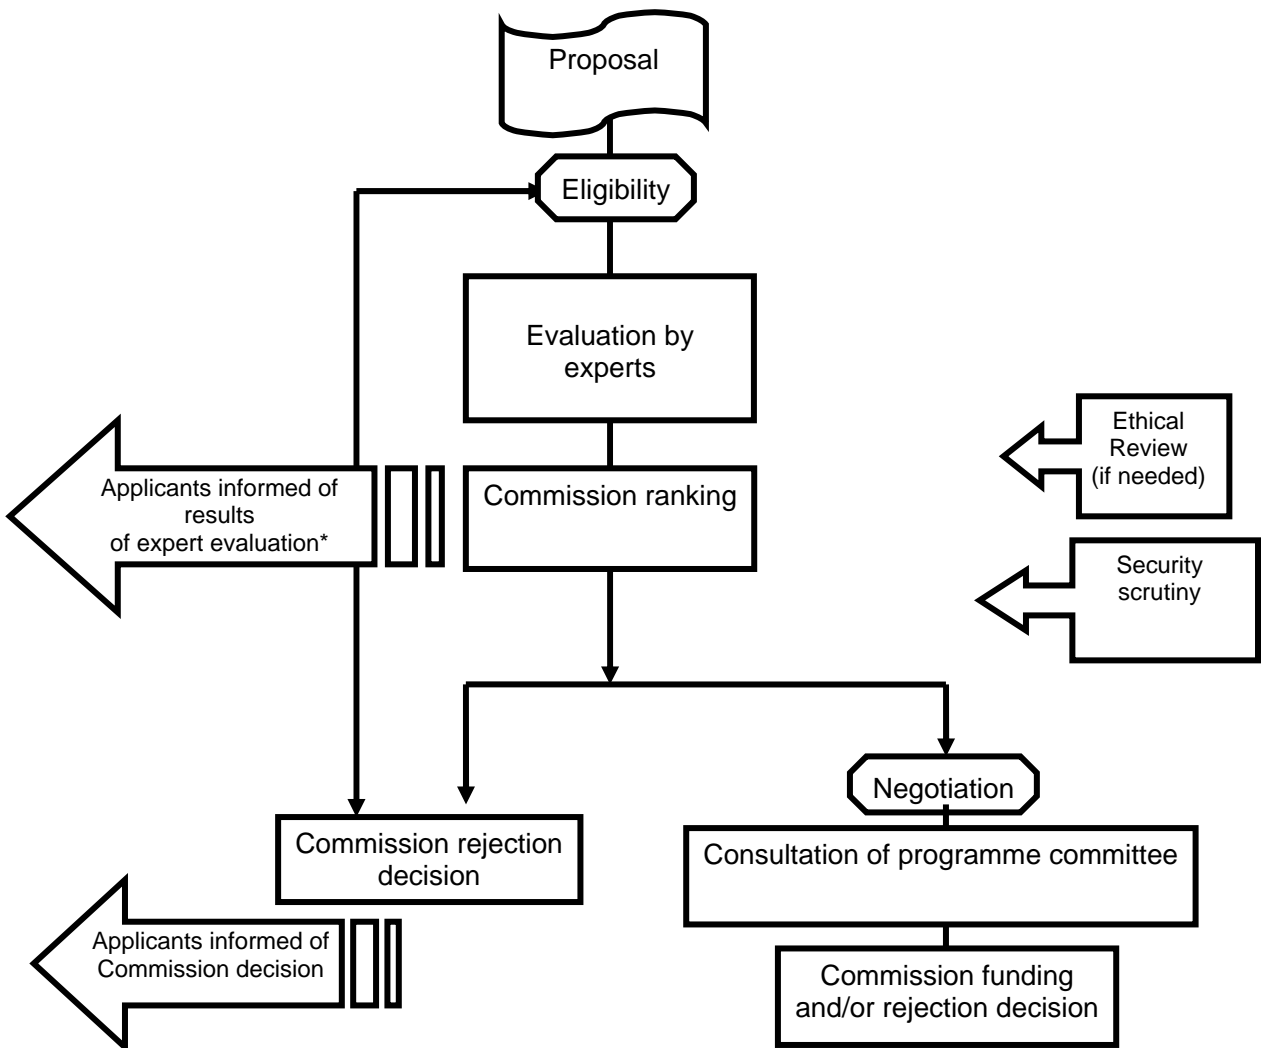 Proposal
Eligibility
Evaluation by
experts
Ethical
Review
(if needed)
Applicants informed of
results
of expert evaluation*
Commission ranking
Security
scrutiny
Negotiation
Commission rejection
decision
Consultation of programme committee
Applicants informed of
Commission decision
Commission funding
and/or rejection decision